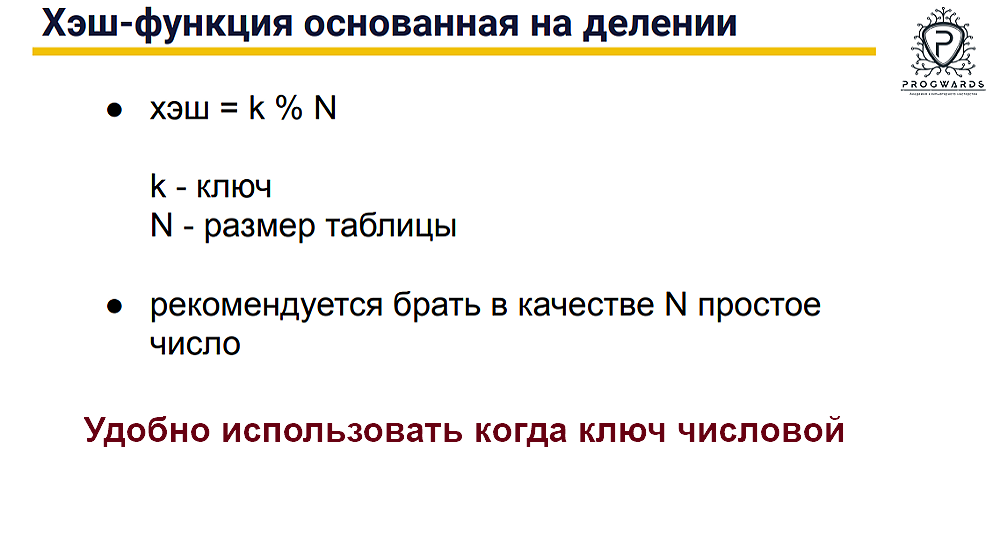 Хэш-функция основанная на делении
PROGWARDS
● хэш = k % N
k - ключ
N - размер таблицы
● рекомендуется брать в качестве N простое
число
Удобно использовать когда ключ числовой